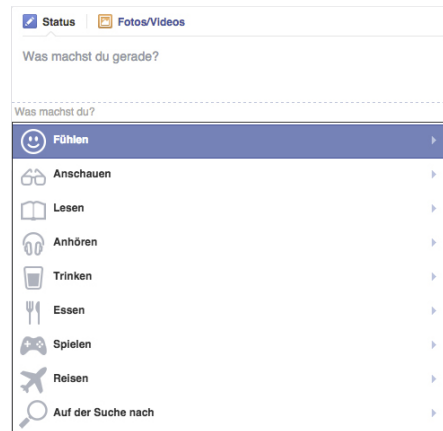 Status Fotos/Videos
Was machst du gerade?
Was machst du?
Fühlen
Anschauen
Lesen
Anhören
Trinken
Essen
Spielen
Reisen
Auf der Suche nach